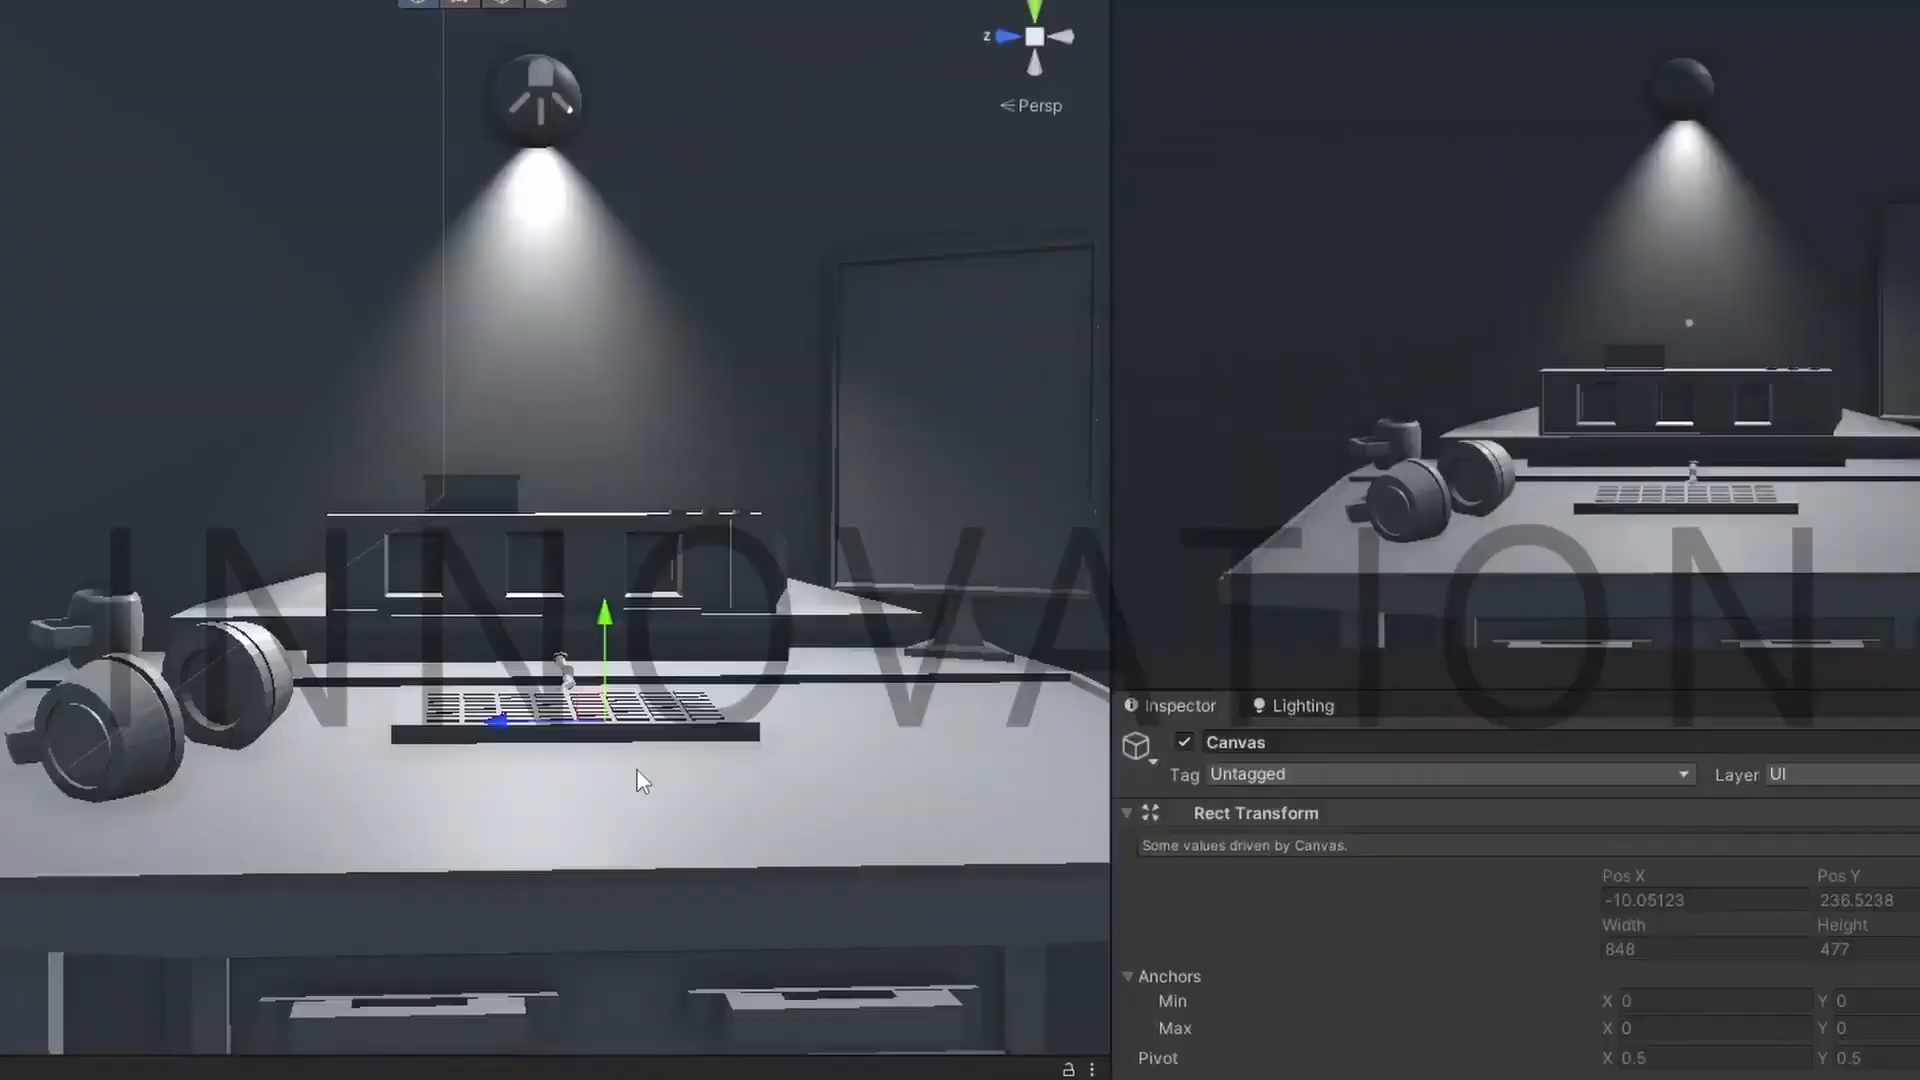 z
Persp
INNOVATION
Inspector
Lighting
Canvas
Tag Untagged
Layer UI
Rect Transform
Some values driven by Canvas.
Pos X Pos Y
-10.05123 236.5238
Width Height
848 477
Anchors
Min X 0 Y 0
Max X 0 Y 0
Pivot X 0.5 Y 0.5